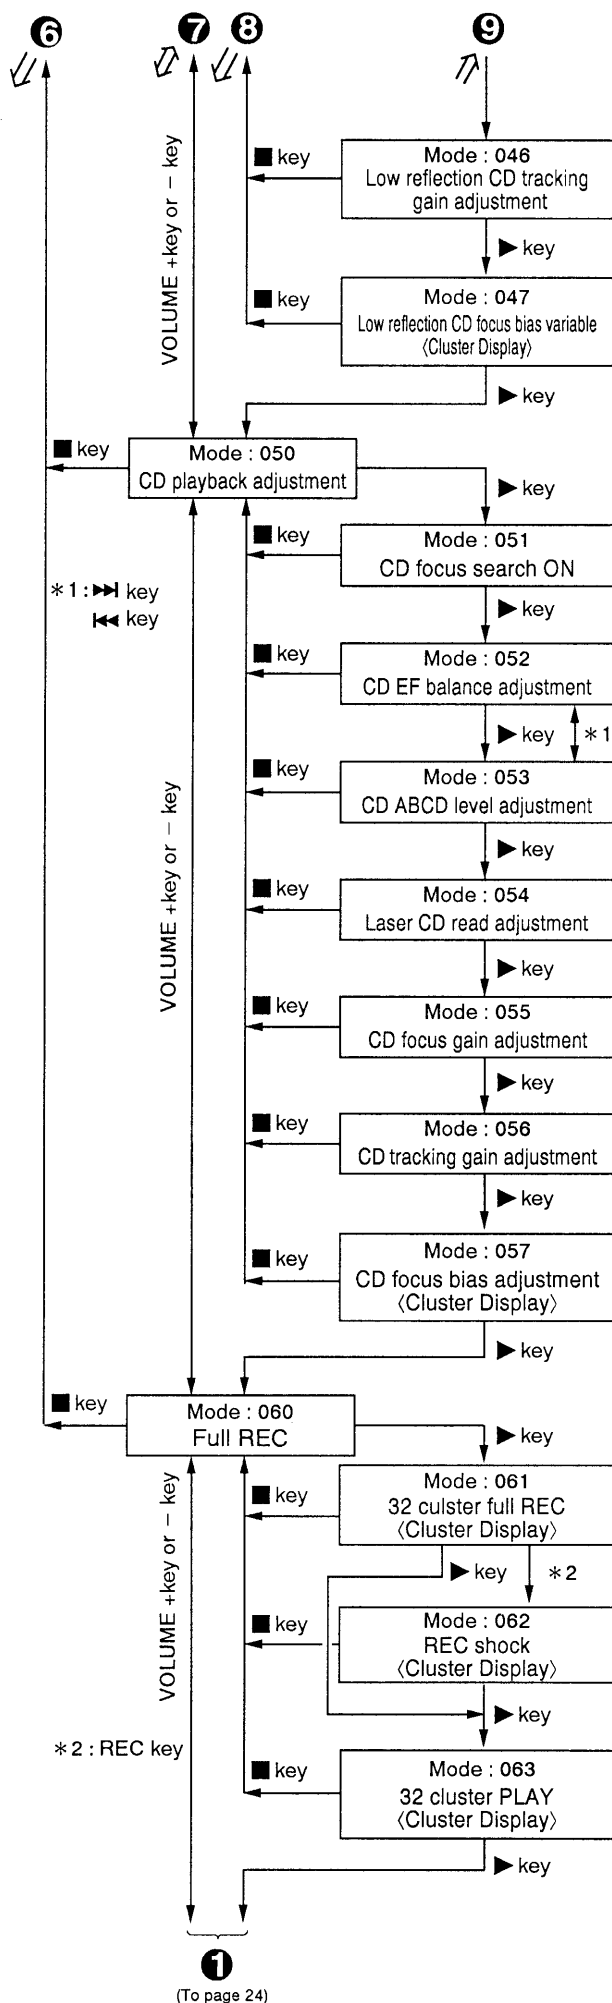 ❻ ❼ ❽ ❾
Mode : 046
Low reflection CD tracking
gain adjustment
■ key
▶ key
VOLUME +key or − key
Mode : 047
Low reflection CD focus bias variable
〈Cluster Display〉
■ key
▶ key
Mode : 050
CD playback adjustment
■ key
▶ key
Mode : 051
CD focus search ON
■ key
▶ key
*1 : ▶▶| key
|◀◀ key
Mode : 052
CD EF balance adjustment
■ key
▶ key
*1
Mode : 053
CD ABCD level adjustment
■ key
▶ key
VOLUME +key or − key
Mode : 054
Laser CD read adjustment
■ key
▶ key
Mode : 055
CD focus gain adjustment
■ key
▶ key
Mode : 056
CD tracking gain adjustment
■ key
▶ key
Mode : 057
CD focus bias adjustment
〈Cluster Display〉
■ key
▶ key
Mode : 060
Full REC
■ key
▶ key
Mode : 061
32 culster full REC
〈Cluster Display〉
■ key
▶ key
*2
VOLUME +key or − key
Mode : 062
REC shock
〈Cluster Display〉
■ key
▶ key
*2 : REC key
Mode : 063
32 cluster PLAY
〈Cluster Display〉
■ key
▶ key
❶
(To page 24)